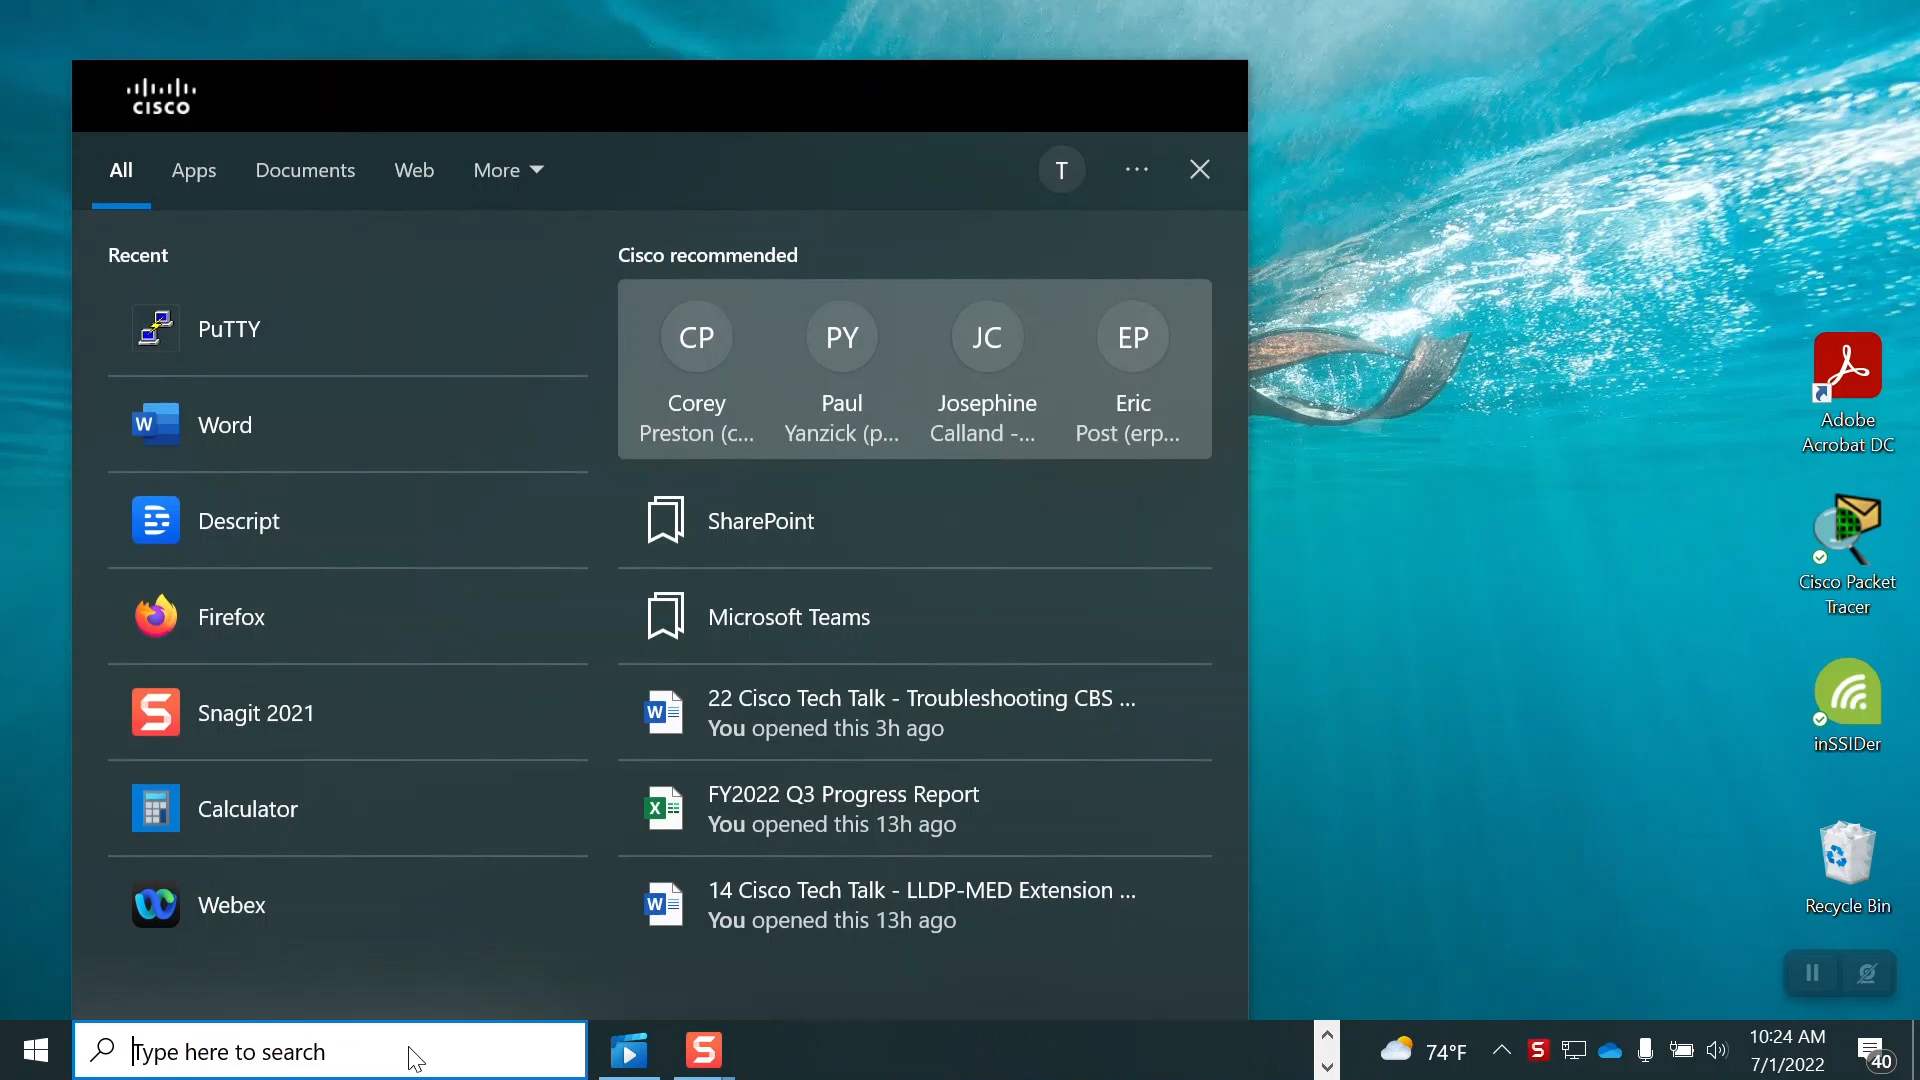 CISCO
All
Apps
Documents
Web
More
T
Recent
PuTTY
Word
Descript
Firefox
Snagit 2021
Calculator
Webex
Cisco recommended
CP
PY
JC
EP
Corey
Preston (c...
Paul
Yanzick (p...
Josephine
Calland -...
Eric
Post (erp...
SharePoint
Microsoft Teams
22 Cisco Tech Talk - Troubleshooting CBS ...
You opened this 3h ago
FY2022 Q3 Progress Report
You opened this 13h ago
14 Cisco Tech Talk - LLDP-MED Extension ...
You opened this 13h ago
Adobe
Acrobat DC
Cisco Packet
Tracer
inSSIDer
Recycle Bin
Type here to search
74°F
10:24 AM
7/1/2022
40